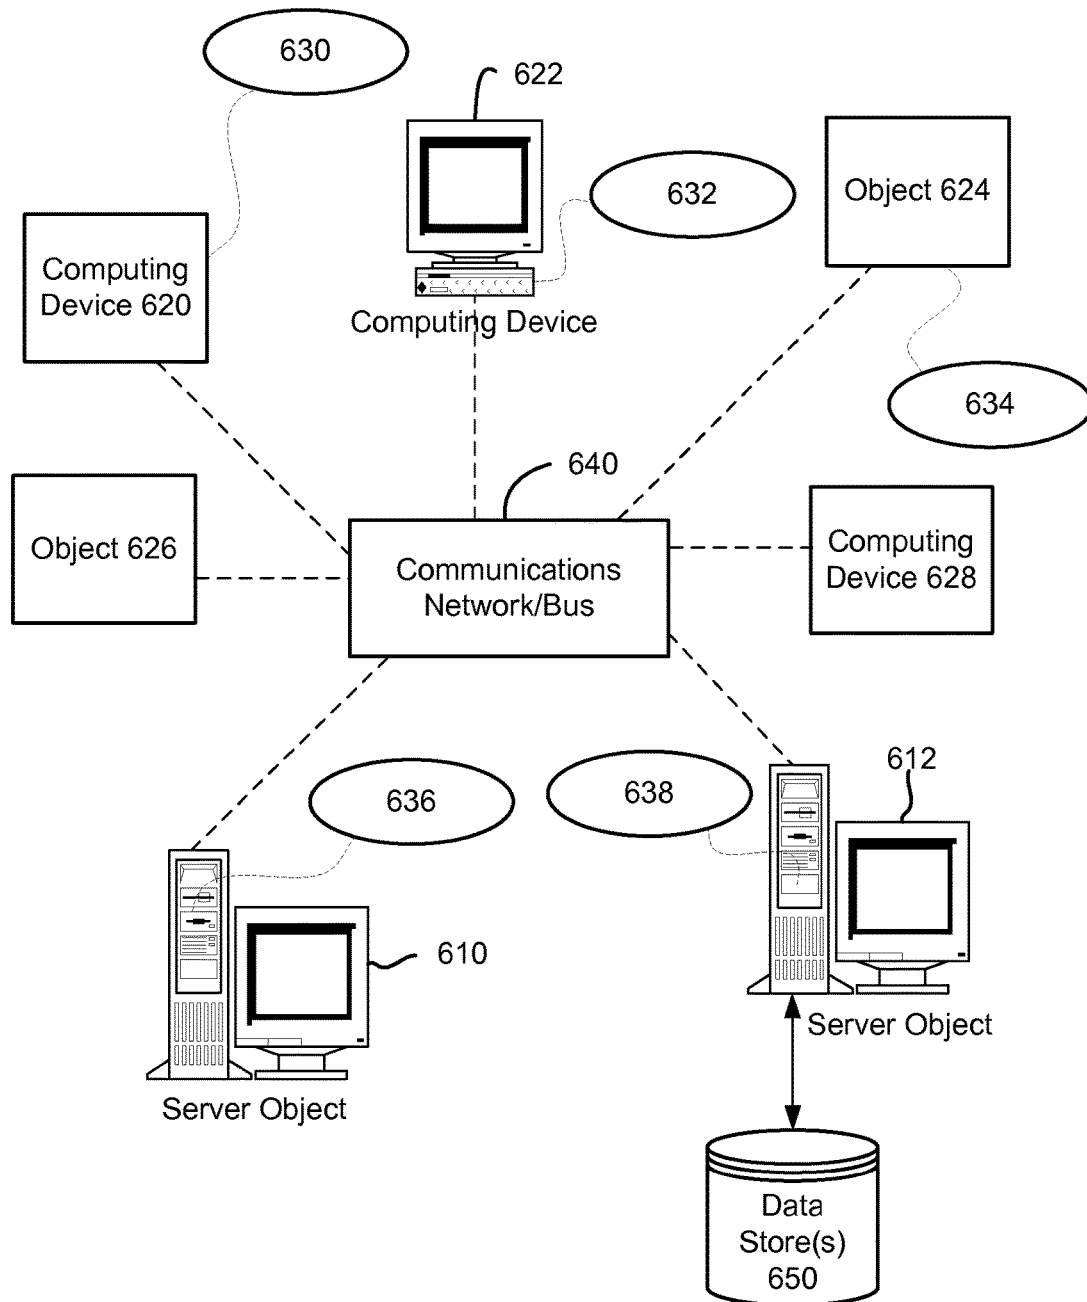 630
622
632
Object 624
Computing
Device 620
Computing Device
634
640
Object 626
Communications
Network/Bus
Computing
Device 628
636
638
612
610
Server Object
Server Object
Data
Store(s)
650